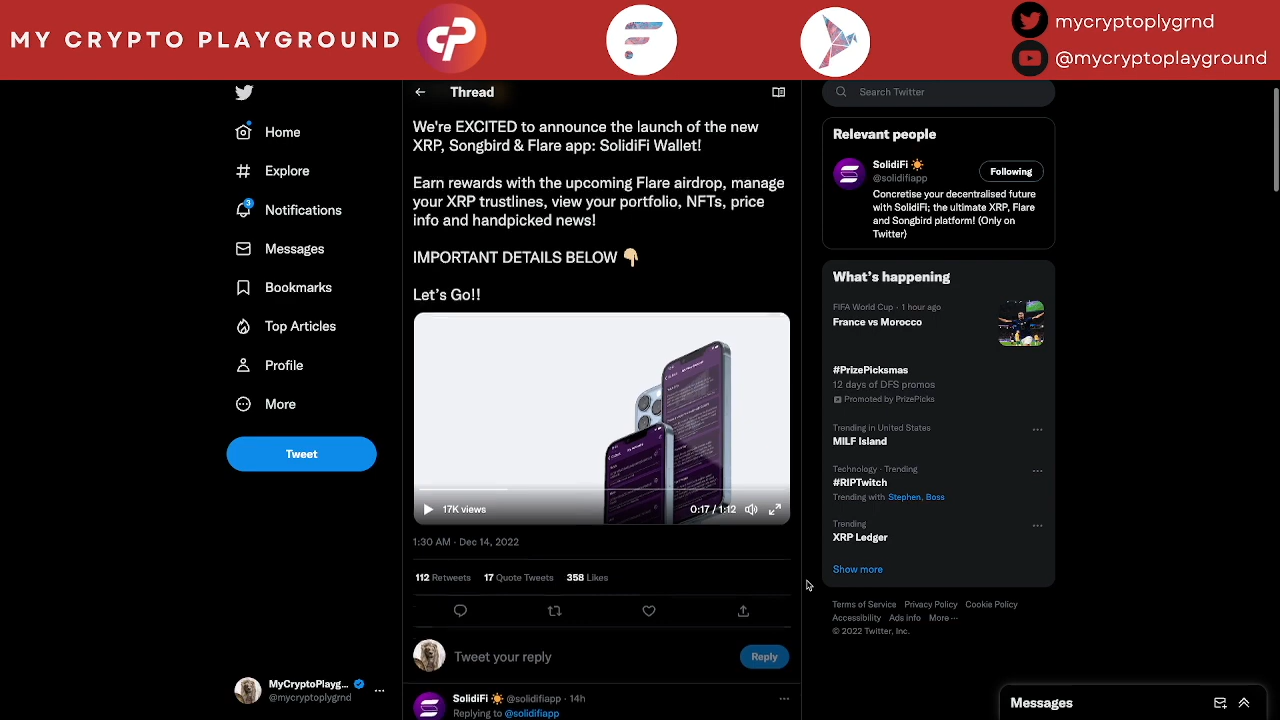 MY CRYPTO PLAYGROUND
mycryptoplygrnd
@mycryptoplayground
Home
Explore
3
Notifications
Messages
Bookmarks
Top Articles
Profile
More
Tweet
MyCryptoPlayg...
@mycryptoplygrnd
Thread
We're EXCITED to announce the launch of the new
XRP, Songbird & Flare app: SolidiFi Wallet!
Earn rewards with the upcoming Flare airdrop, manage
your XRP trustlines, view your portfolio, NFTs, price
info and handpicked news!
IMPORTANT DETAILS BELOW 👇🏼
Let's Go!!
17K views
0:17 / 1:12
1:30 AM · Dec 14, 2022
112 Retweets 17 Quote Tweets 358 Likes
Tweet your reply
Reply
SolidiFi ☀️ @solidifiapp · 14h
Replying to @solidifiapp
Search Twitter
Relevant people
SolidiFi ☀️
@solidifiapp
Following
Concretise your decentralised future
with SolidiFi; the ultimate XRP, Flare
and Songbird platform! (Only on
Twitter)
What's happening
FIFA World Cup · 1 hour ago
France vs Morocco
#PrizePicksmas
12 days of DFS promos
Promoted by PrizePicks
Trending in United States
MILF Island
Technology · Trending
#RIPTwitch
Trending with Stephen, Boss
Trending
XRP Ledger
Show more
Terms of Service Privacy Policy Cookie Policy
Accessibility Ads info More ···
© 2022 Twitter, Inc.
Messages